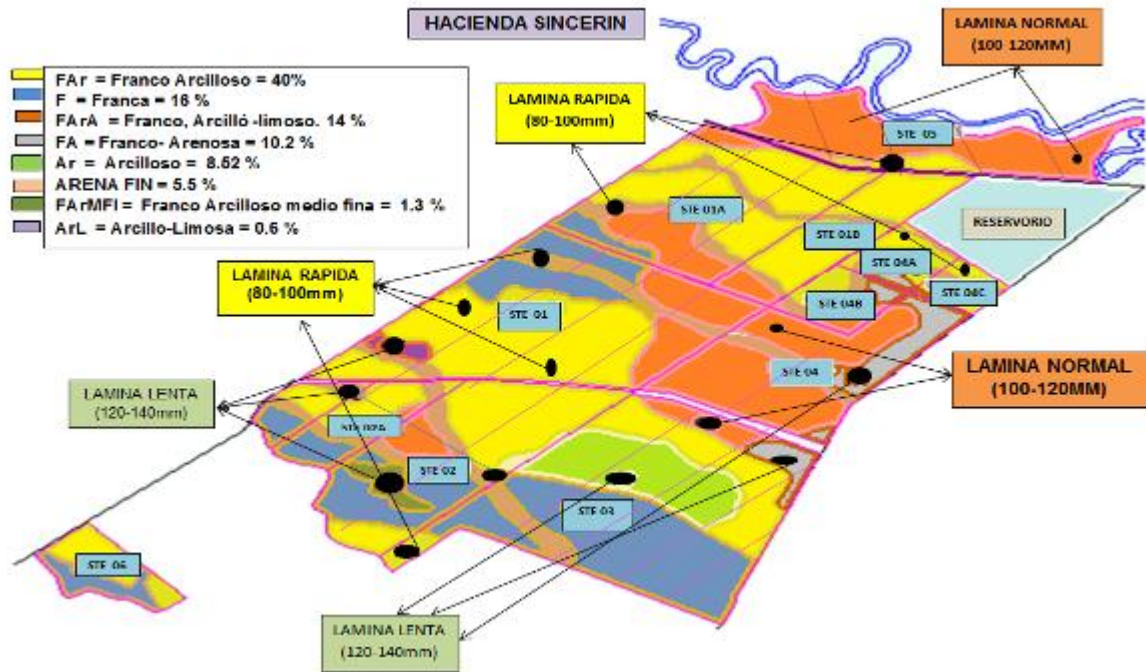 HACIENDA SINCERIN
LAMINA NORMAL
(100-120MM)
FAr = Franco Arcilloso = 40%
F = Franca = 16 %
FArA = Franco, Arcilló -limoso. 14 %
FA = Franco- Arenosa = 10.2 %
Ar = Arcilloso = 8.52 %
ARENA FIN = 5.5 %
FArMFI = Franco Arcilloso medio fina = 1.3 %
ArL = Arcillo-Limosa = 0.6 %
LAMINA RAPIDA
(80-100mm)
STE 05
STE 01A
RESERVORIO
STE 01B
STE 04A
LAMINA RAPIDA
(80-100mm)
STE 04C
STE 04B
STE 01
STE 04
LAMINA NORMAL
(100-120MM)
LAMINA LENTA
(120-140mm)
STE 02A
STE 02
STE 03
STE 06
LAMINA LENTA
(120-140mm)